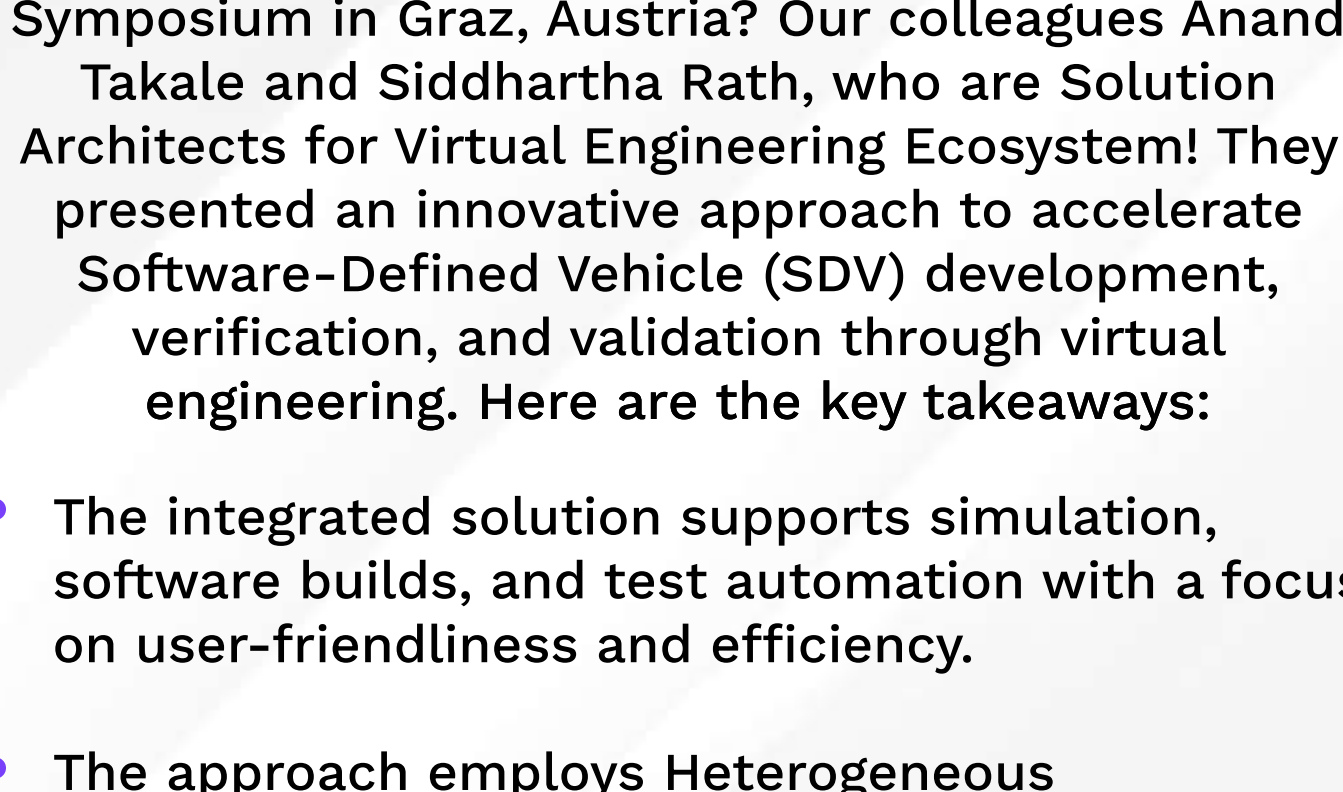 Symposium in Graz, Austria? Our colleagues Anand
Takale and Siddhartha Rath, who are Solution
Architects for Virtual Engineering Ecosystem! They
presented an innovative approach to accelerate
Software-Defined Vehicle (SDV) development,
verification, and validation through virtual
engineering. Here are the key takeaways:
The integrated solution supports simulation,
software builds, and test automation with a focus
on user-friendliness and efficiency.
The approach employs Heterogeneous